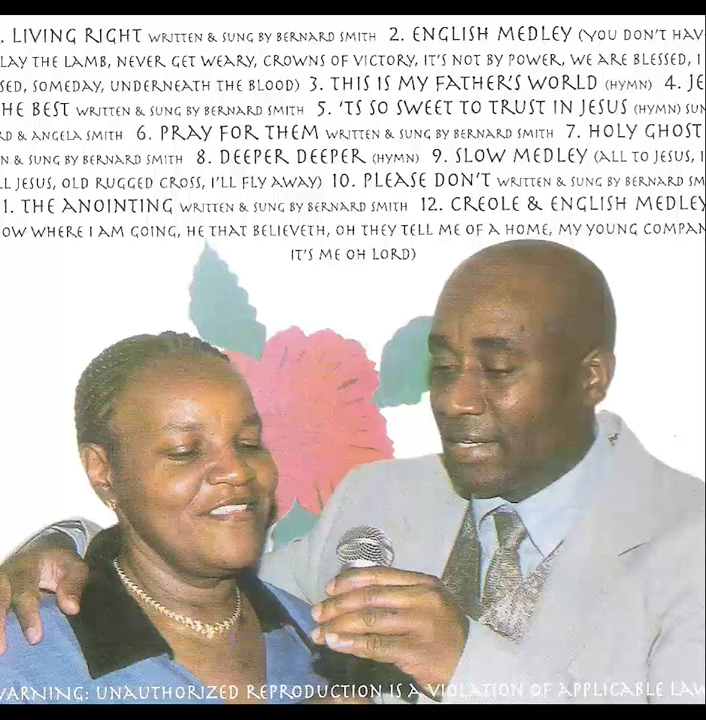 . LIVING RIGHT WRITTEN & SUNG BY BERNARD SMITH 2. ENGLISH MEDLEY (YOU DON'T HAV
LAY THE LAMB, NEVER GET WEARY, CROWNS OF VICTORY, IT'S NOT BY POWER, WE ARE BLESSED, I
SED, SOMEDAY, UNDERNEATH THE BLOOD) 3. THIS IS MY FATHER'S WORLD (HYMN) 4. JE
HE BEST WRITTEN & SUNG BY BERNARD SMITH 5. 'TS SO SWEET TO TRUST IN JESUS (HYMN) SUN
RD & ANGELA SMITH 6. PRAY FOR THEM WRITTEN & SUNG BY BERNARD SMITH 7. HOLY GHOST
N & SUNG BY BERNARD SMITH 8. DEEPER DEEPER (HYMN) 9. SLOW MEDLEY (ALL TO JESUS, I
LL JESUS, OLD RUGGED CROSS, I'LL FLY AWAY) 10. PLEASE DON'T WRITTEN & SUNG BY BERNARD SM
1. THE ANOINTING WRITTEN & SUNG BY BERNARD SMITH 12. CREOLE & ENGLISH MEDLEY
OW WHERE I AM GOING, HE THAT BELIEVETH, OH THEY TELL ME OF A HOME, MY YOUNG COMPAN
IT'S ME OH LORD)
WARNING: UNAUTHORIZED REPRODUCTION IS A VIOLATION OF APPLICABLE LAW